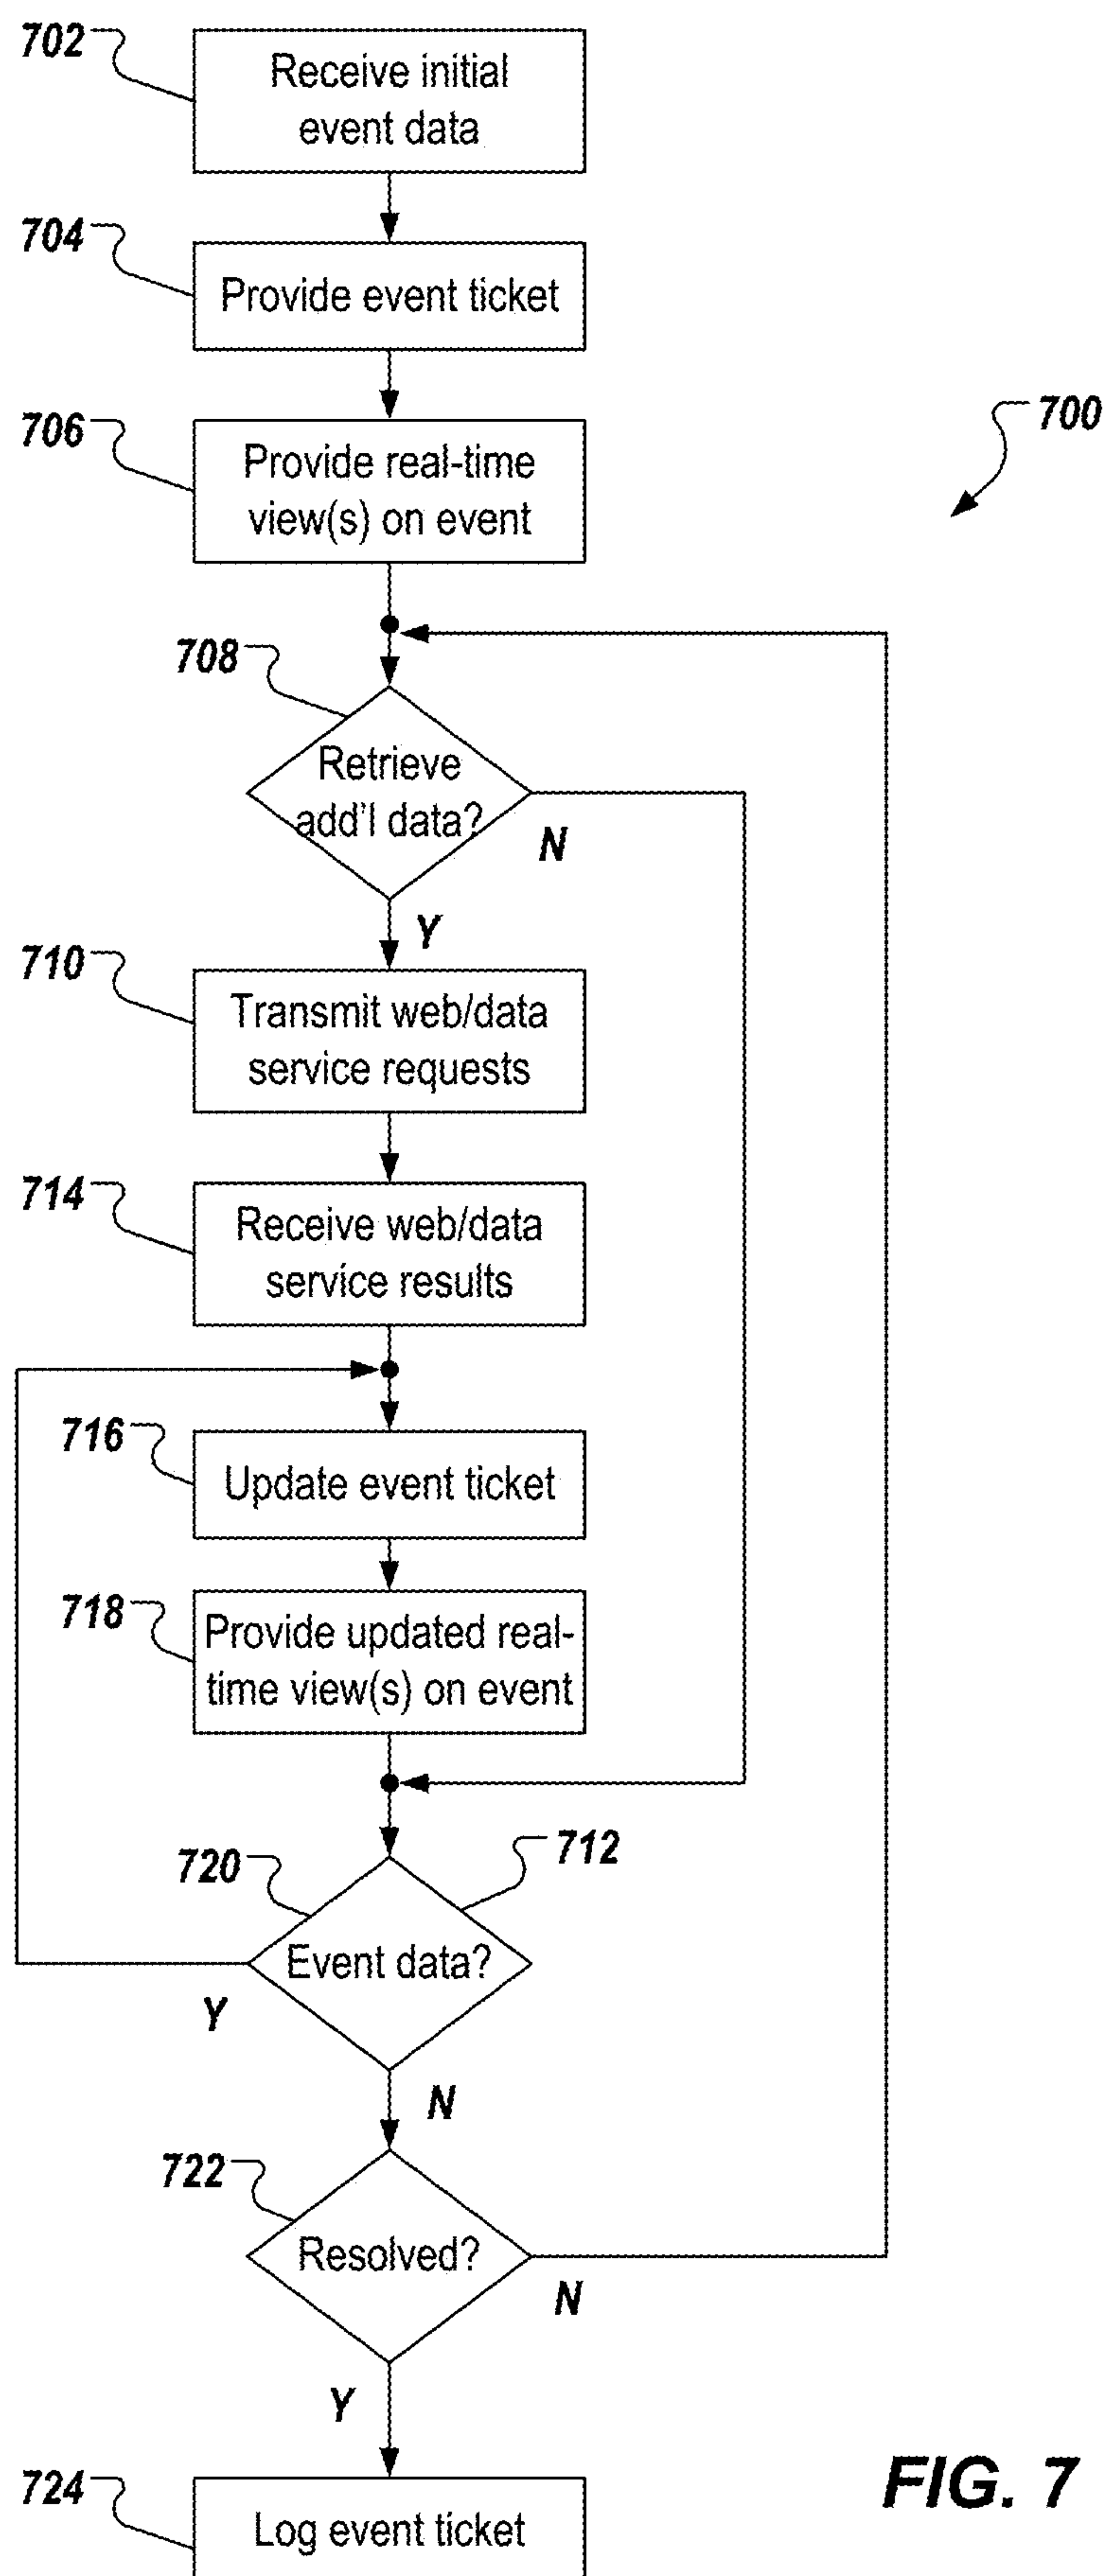 702
Receive initial
event data
704
Provide event ticket
706
Provide real-time
view(s) on event
700
708
Retrieve
add'l data?
N
Y
710
Transmit web/data
service requests
714
Receive web/data
service results
716
Update event ticket
718
Provide updated real-
time view(s) on event
720
712
Event data?
Y
N
722
Resolved?
N
Y
724
Log event ticket
FIG. 7